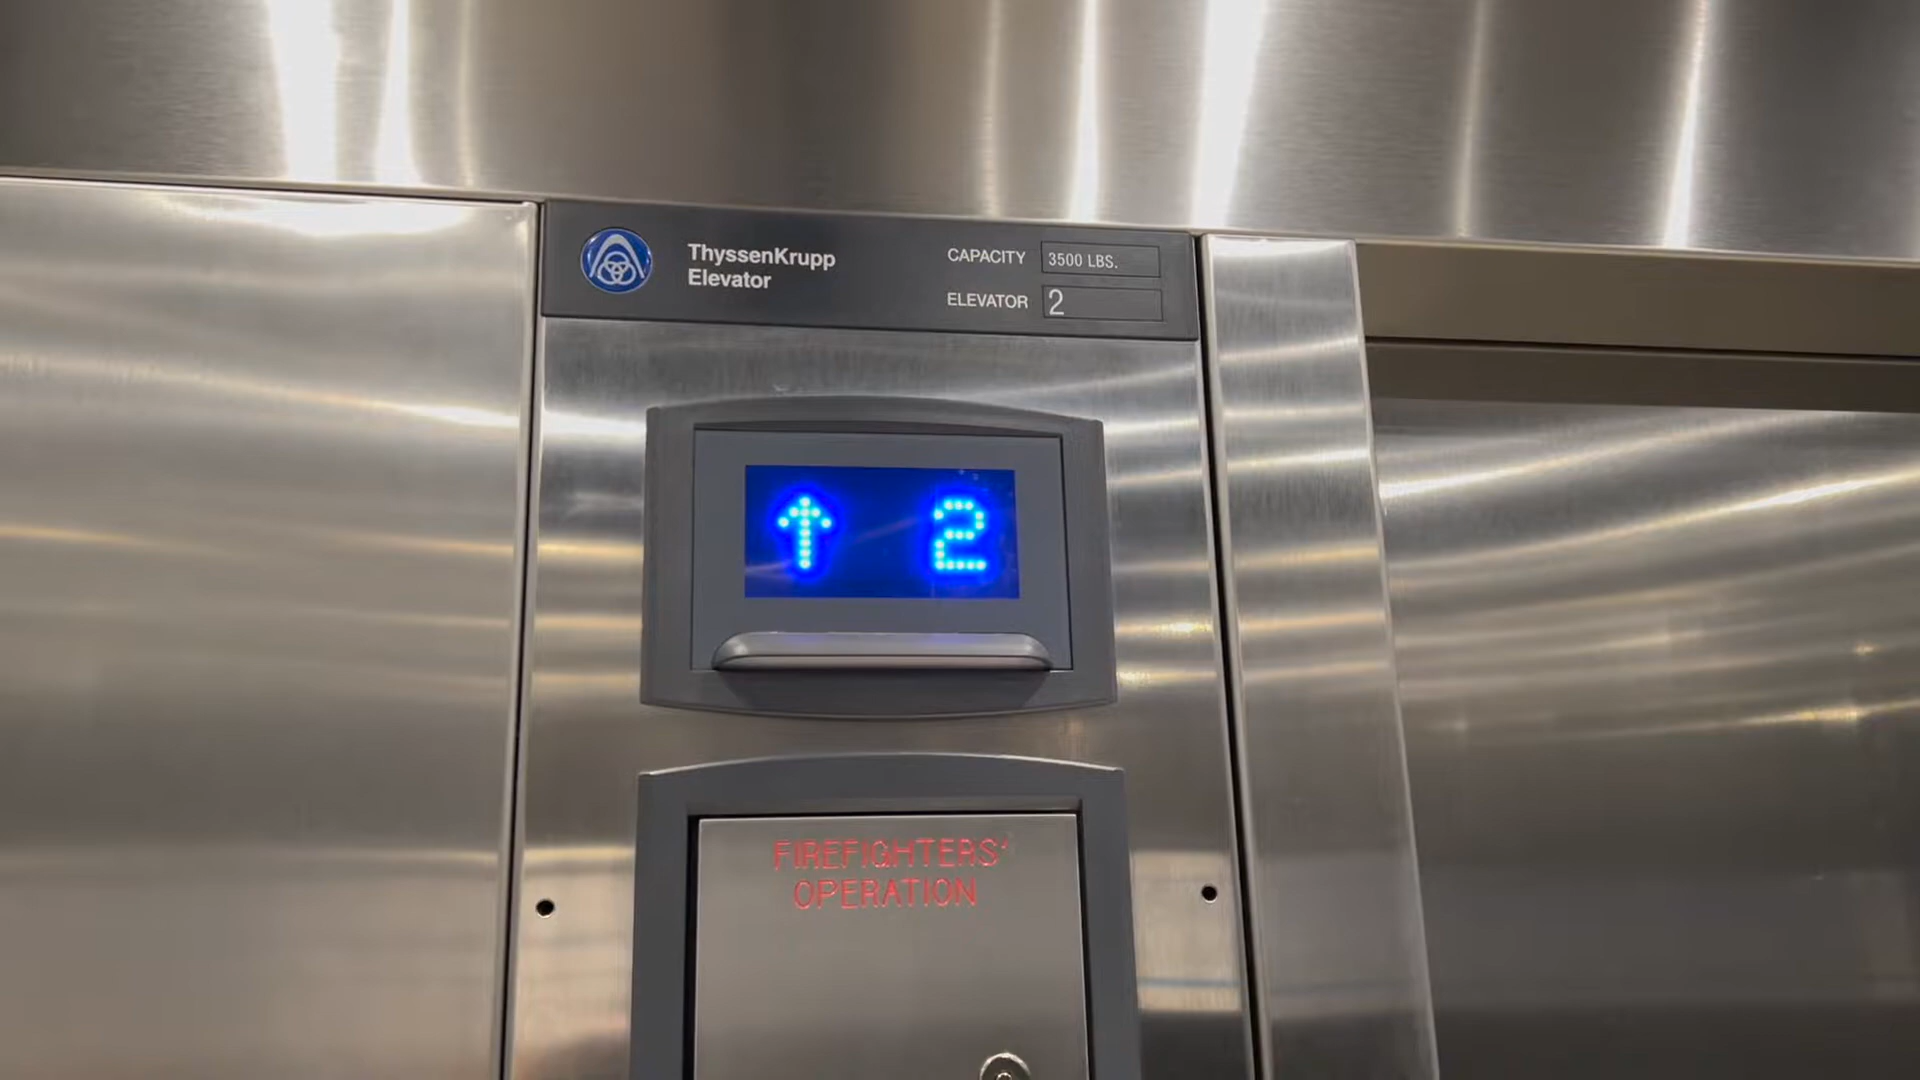 ThyssenKrupp
Elevator
CAPACITY 3500 LBS.
ELEVATOR 2
↑ 2
FIREFIGHTERS'
OPERATION